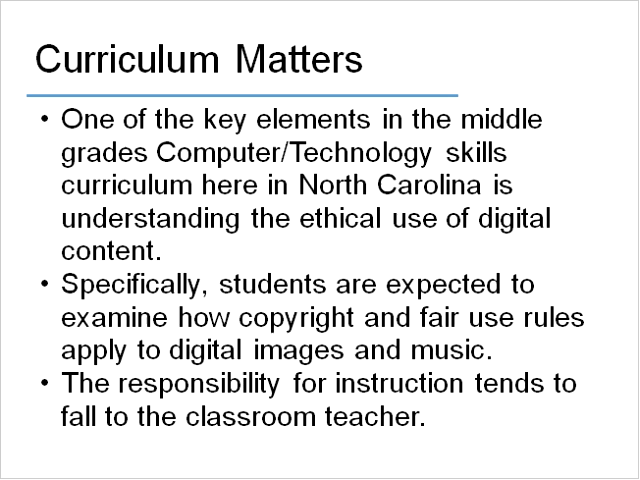 Curriculum Matters
• One of the key elements in the middle
grades Computer/Technology skills
curriculum here in North Carolina is
understanding the ethical use of digital
content.
• Specifically, students are expected to
examine how copyright and fair use rules
apply to digital images and music.
• The responsibility for instruction tends to
fall to the classroom teacher.